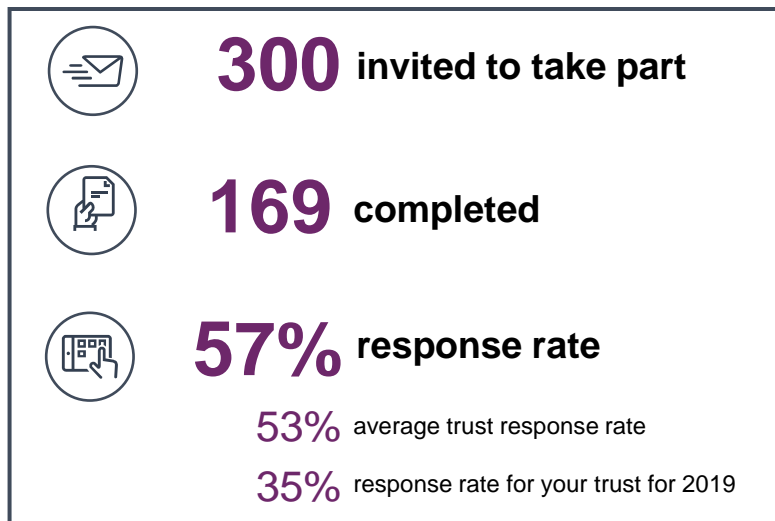 300 invited to take part
169 completed
57% response rate
53% average trust response rate
35% response rate for your trust for 2019